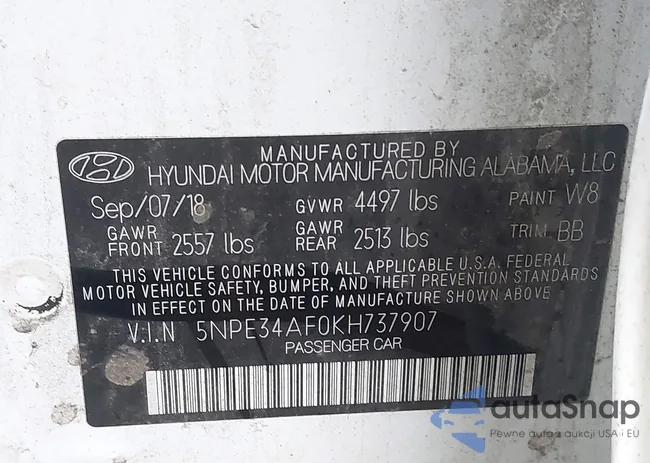 MANUFACTURED BY
HYUNDAI MOTOR MANUFACTURING ALABAMA, LLC
Sep/07/18 GVWR 4497 lbs PAINT W8
GAWR FRONT 2557 lbs GAWR REAR 2513 lbs TRIM BB
THIS VEHICLE CONFORMS TO ALL APPLICABLE U.S.A. FEDERAL
MOTOR VEHICLE SAFETY, BUMPER, AND THEFT PREVENTION STANDARDS
IN EFFECT ON THE DATE OF MANUFACTURE SHOWN ABOVE.
V.I.N 5NPE34AF0KH737907
PASSENGER CAR
autaSnap
Pewne auta z aukcji USA i EU